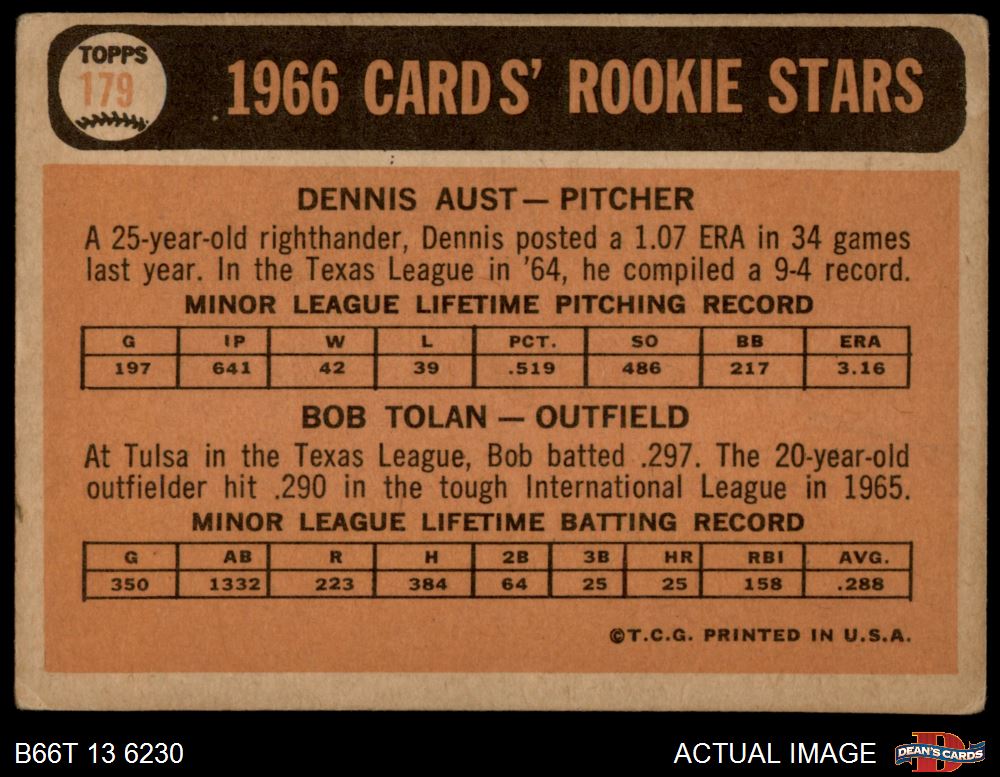 TOPPS
179
1966 CARDS' ROOKIE STARS
DENNIS AUST — PITCHER
A 25-year-old righthander, Dennis posted a 1.07 ERA in 34 games
last year. In the Texas League in '64, he compiled a 9-4 record.
MINOR LEAGUE LIFETIME PITCHING RECORD
G IP W L PCT. SO BB ERA
197 641 42 39 .519 486 217 3.16
BOB TOLAN — OUTFIELD
At Tulsa in the Texas League, Bob batted .297. The 20-year-old
outfielder hit .290 in the tough International League in 1965.
MINOR LEAGUE LIFETIME BATTING RECORD
G AB R H 2B 3B HR RBI AVG.
350 1332 223 384 64 25 25 158 .288
©T.C.G. PRINTED IN U.S.A.
B66T 13 6230
ACTUAL IMAGE
DEAN'S CARDS